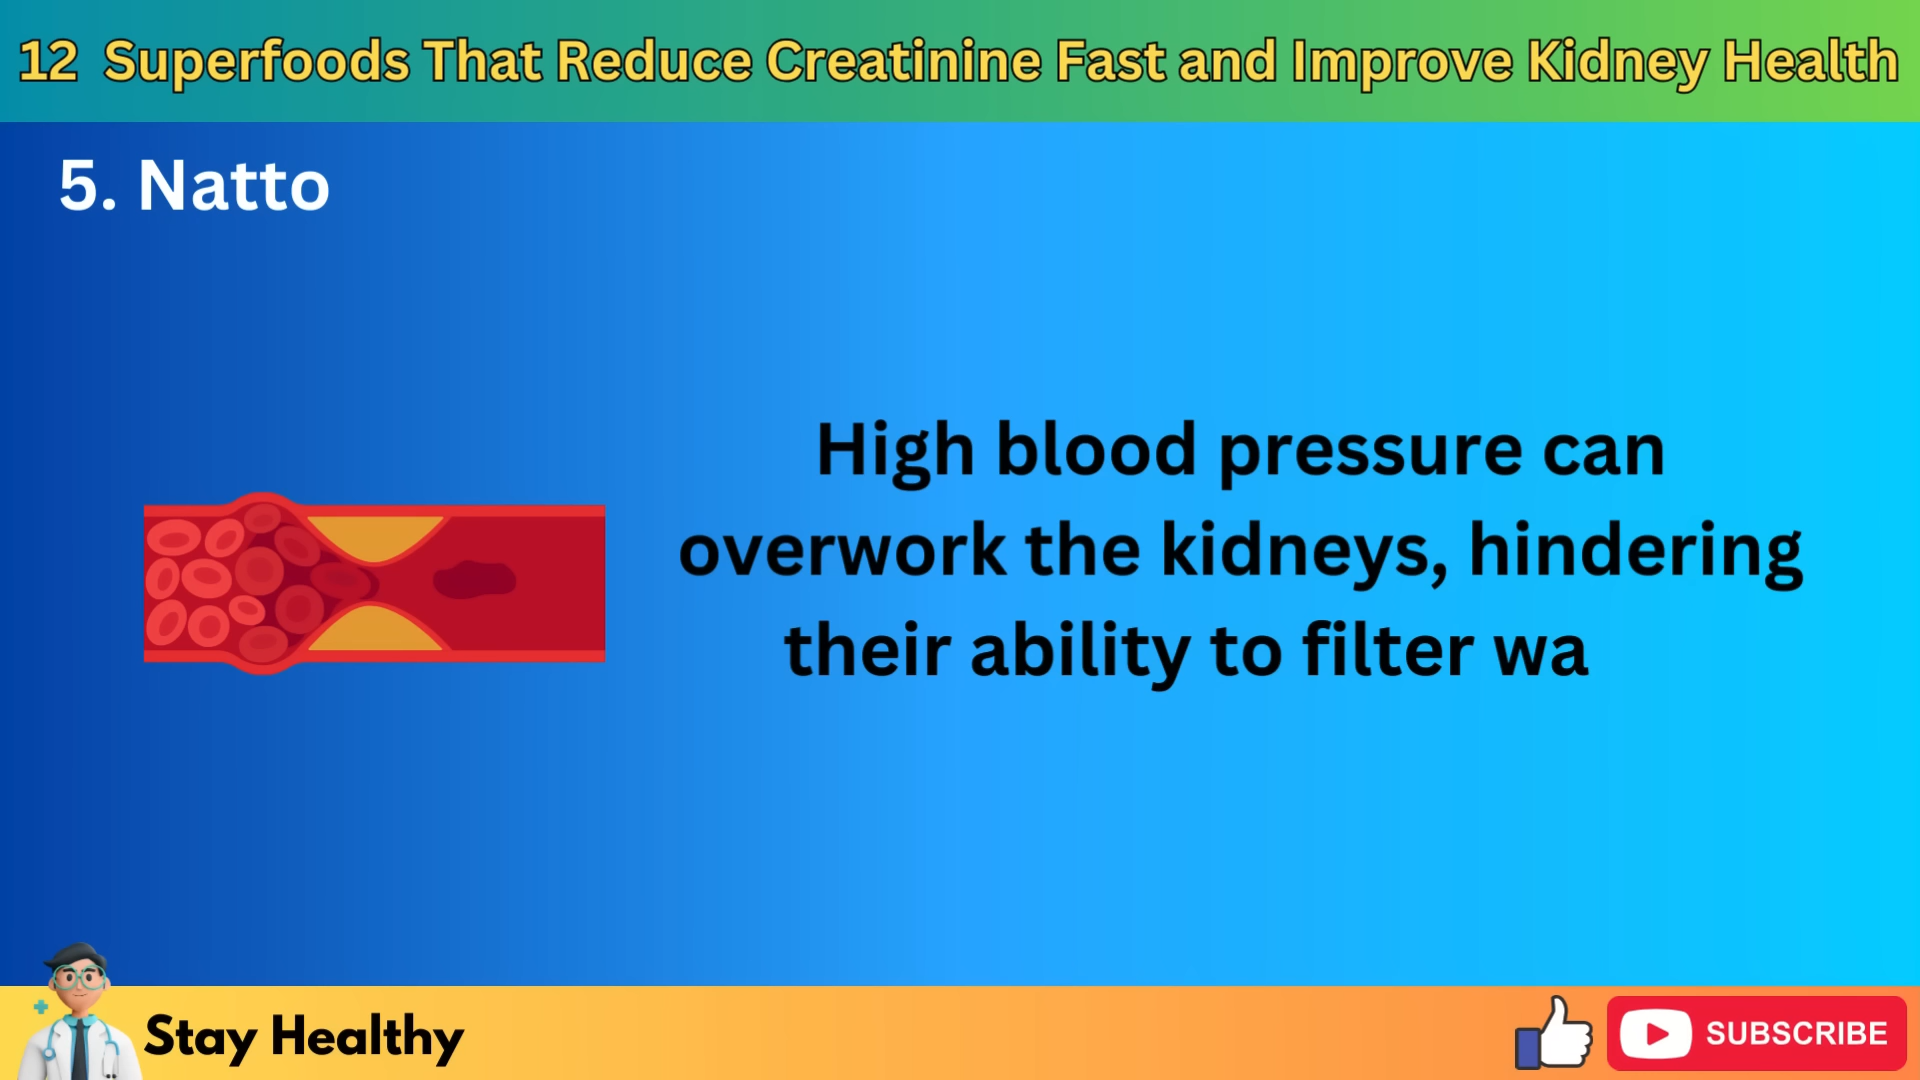 12 Superfoods That Reduce Creatinine Fast and Improve Kidney Health
5. Natto
High blood pressure can
overwork the kidneys, hindering
their ability to filter wa
Stay Healthy
SUBSCRIBE